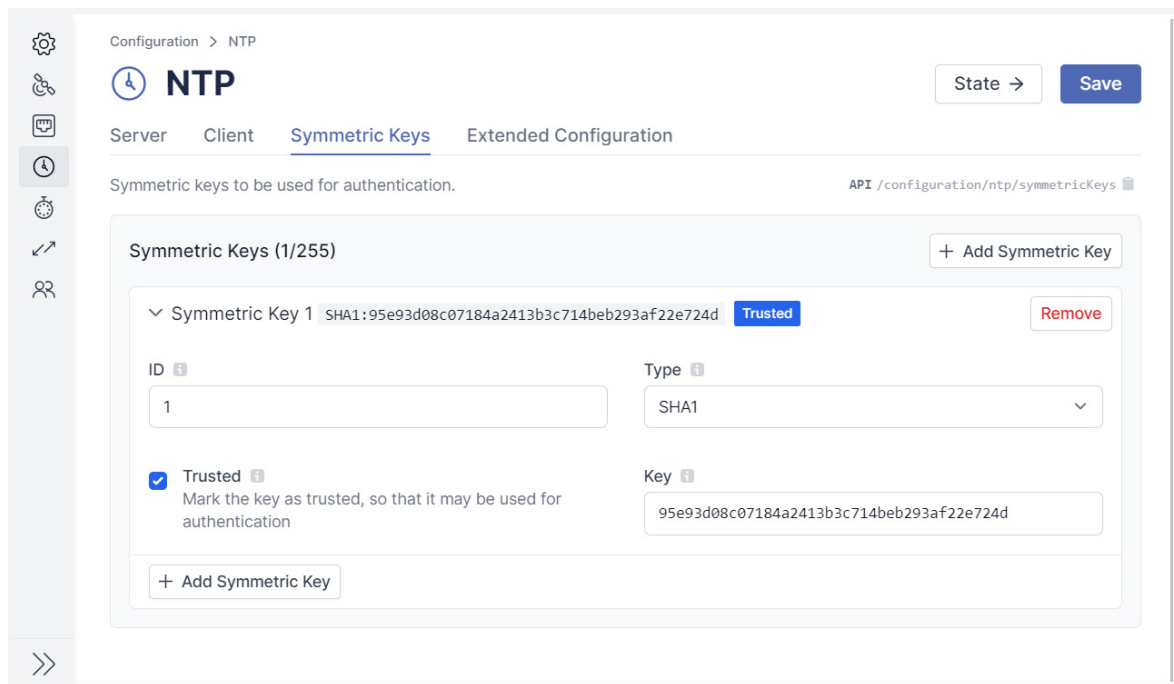 Configuration > NTP
NTP
State →
Save
Server Client Symmetric Keys Extended Configuration
Symmetric keys to be used for authentication.
API /configuration/ntp/symmetricKeys
Symmetric Keys (1/255)
+ Add Symmetric Key
Symmetric Key 1 SHA1:95e93d08c07184a2413b3c714beb293af22e724d Trusted
Remove
ID
Type
1
SHA1
Trusted
Mark the key as trusted, so that it may be used for
authentication
Key
95e93d08c07184a2413b3c714beb293af22e724d
+ Add Symmetric Key